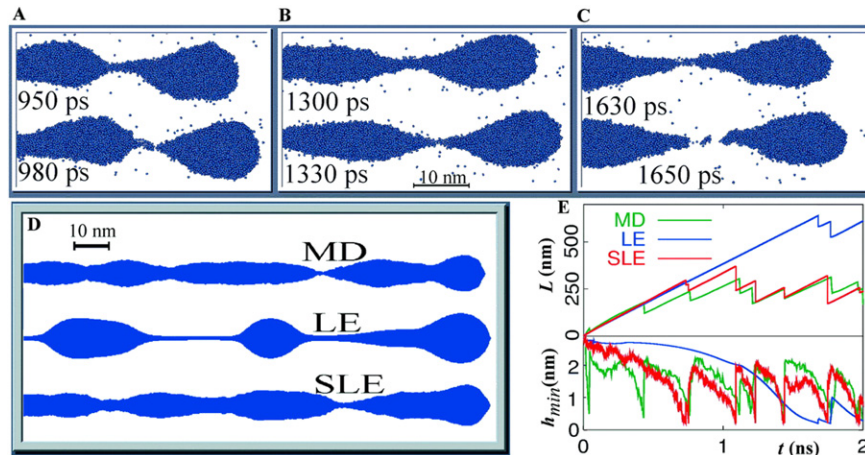 A
950 ps
980 ps
B
1300 ps
1330 ps
10 nm
C
1630 ps
1650 ps
D
10 nm
MD
LE
SLE
E
MD
LE
SLE
L (nm)
500
250
0
h_min (nm)
2
1
0
0
1
t (ns)
2